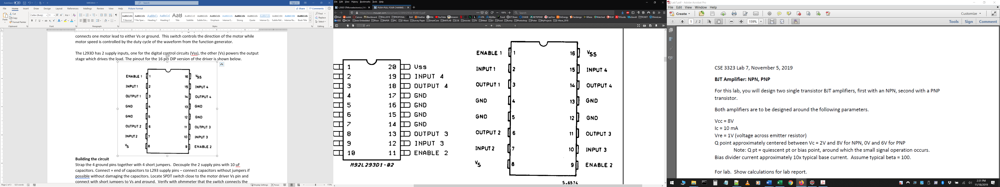 AutoSave Off
lab8.docx
Search
Sign in
File Home Insert Draw Design Layout References Mailings Review View Help Picture Format
Share Comments
Paste
Cut
Copy
Format Painter
Calibri (Body) 11
Clipboard Font Paragraph Styles Editing
¶ Normal ¶ No Spac... Heading 1 Heading 2 Title Subtitle Subtle Em... Emphasis Intense E... Strong Quote Intense Q... Subtle Ref... Intense Re... Book Title
Find
Replace
Select
connects one motor lead to either Vs or ground. This switch controls the direction of the motor while
motor speed is controlled by the duty cycle of the waveform from the function generator.
The L293D has 2 supply inputs, one for the digital control circuits (Vss), the other (Vs) powers the output
stage which drives the load. The pinout for the 16 pin DIP version of the driver is shown below.
ENABLE 1 1 16 VSS
INPUT 1 2 15 INPUT 4
OUTPUT 1 3 14 OUTPUT 4
GND 4 13 GND
GND 5 12 GND
OUTPUT 2 6 11 OUTPUT 3
INPUT 2 7 10 INPUT 3
VS 8 9 ENABLE 2
Building the circuit
Strap the 4 ground pins together with 4 short jumpers. Decouple the 2 supply pins with 10 uF
capacitors. Connect + end of capacitors to L293 supply pins – connect capacitors without jumpers if
possible without damaging the capacitors. Locate SPDT switch close to the motor driver Vs pin and
connect with short jumpers to Vs and ground. Verify with ohmmeter that the switch connects the
Page 2 of 3 523 words
Display Settings Focus 170%
File Edit View History Bookmarks Tools Help
L293D STMicroelectronics | M
PUSH-PULL FOUR CHANNEL
https://www.mouser.com/datasheet/2/389/l293d-954810.pdf
100%
Search
2 of 8
310%
1 20 Vss
2 19 INPUT 4
3 18 OUTPUT 4
4 17 GND
5 16 GND
6 15 GND
7 14 GND
8 13 OUTPUT 3
9 12 INPUT 3
10 11 ENABLE 2
M92L293D1-02
ENABLE 1 1 16 VSS
INPUT 1 2 15 INPUT 4
OUTPUT 1 3 14 OUTPUT 4
GND 4 13 GND
GND 5 12 GND
OUTPUT 2 6 11 OUTPUT 3
INPUT 2 7 10 INPUT 3
VS 8 9 ENABLE 2
S-6574
Lab7.pdf - Adobe Acrobat Pro
File Edit View Window Help
Create
Customize
1 / 2
159%
Tools Sign Comment
CSE 3323 Lab 7, November 5, 2019
BJT Amplifier: NPN, PNP
For this lab, you will design two single transistor BJT amplifiers, first with an NPN, second with a PNP
transistor.
Both amplifiers are to be designed around the following parameters.
Vcc = 8V
Ic = 10 mA
Vre = 1V (voltage across emitter resistor)
Q point approximately centered between Vc = 2V and 8V for NPN, 0V and 6V for PNP
Note: Q pt = quiescent pt or bias point, around which the small signal operation occurs.
Bias divider current approximately 10x typical base current. Assume typical beta = 100.
For lab. Show calculations for lab report.
2:31 PM
11/18/2019